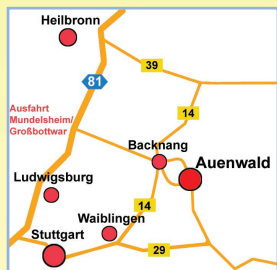 Heilbronn
39
81
Ausfahrt
Mundelsheim/
Großbottwar
14
Backnang
Auenwald
Ludwigsburg
14
Waiblingen
Stuttgart
29